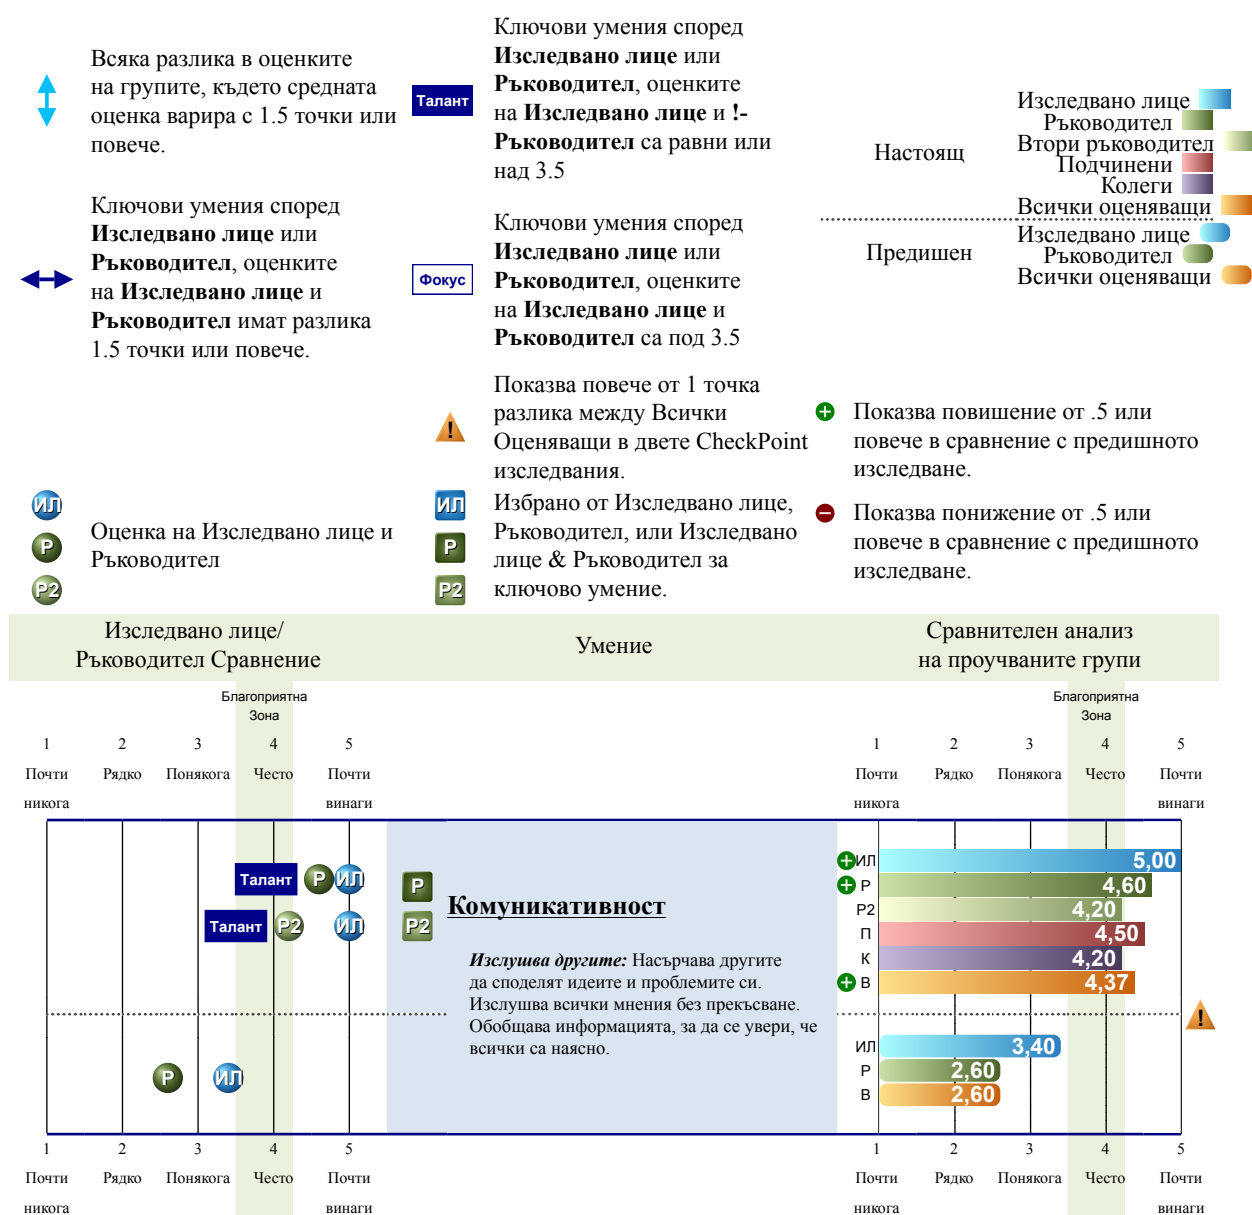 Всяка разлика в оценките
на групите, където средната
оценка варира с 1.5 точки или
повече.
Талант
Ключови умения според
Изследвано лице или
Ръководител, оценките
на Изследвано лице и !-
Ръководител са равни или
над 3.5
Настоящ
Изследвано лице
Ръководител
Втори ръководител
Подчинени
Колеги
Всички оценяващи
Ключови умения според
Изследвано лице или
Ръководител, оценките
на Изследвано лице и
Ръководител имат разлика
1.5 точки или повече.
Фокус
Ключови умения според
Изследвано лице или
Ръководител, оценките
на Изследвано лице и
Ръководител са под 3.5
Предишен
Изследвано лице
Ръководител
Всички оценяващи
!
Показва повече от 1 точка
разлика между Всички
Оценяващи в двете CheckPoint
изследвания.
+
Показва повишение от .5 или
повече в сравнение с предишното
изследване.
ИЛ
Р
Р2
Оценка на Изследвано лице и
Ръководител
ИЛ
Р
Р2
Избрано от Изследвано лице,
Ръководител, или Изследвано
лице & Ръководител за
ключово умение.
Показва понижение от .5 или
повече в сравнение с предишното
изследване.
Изследвано лице/
Ръководител Сравнение
Умение
Сравнителен анализ
на проучваните групи
Благоприятна
Зона
1 2 3 4 5
Почти Рядко Понякога Често Почти
никога винаги
Благоприятна
Зона
1 2 3 4 5
Почти Рядко Понякога Често Почти
никога винаги
Талант Р ИЛ
Талант Р2 ИЛ
Р ИЛ
Р
Р2
Комуникативност
Изслушва другите: Насърчава другите
да споделят идеите и проблемите си.
Изслушва всички мнения без прекъсване.
Обобщава информацията, за да се увери, че
всички са наясно.
+ ИЛ 5,00
+ Р 4,60
Р2 4,20
П 4,50
К 4,20
+ В 4,37
!
ИЛ 3,40
Р 2,60
В 2,60
1 2 3 4 5
Почти Рядко Понякога Често Почти
никога винаги
1 2 3 4 5
Почти Рядко Понякога Често Почти
никога винаги